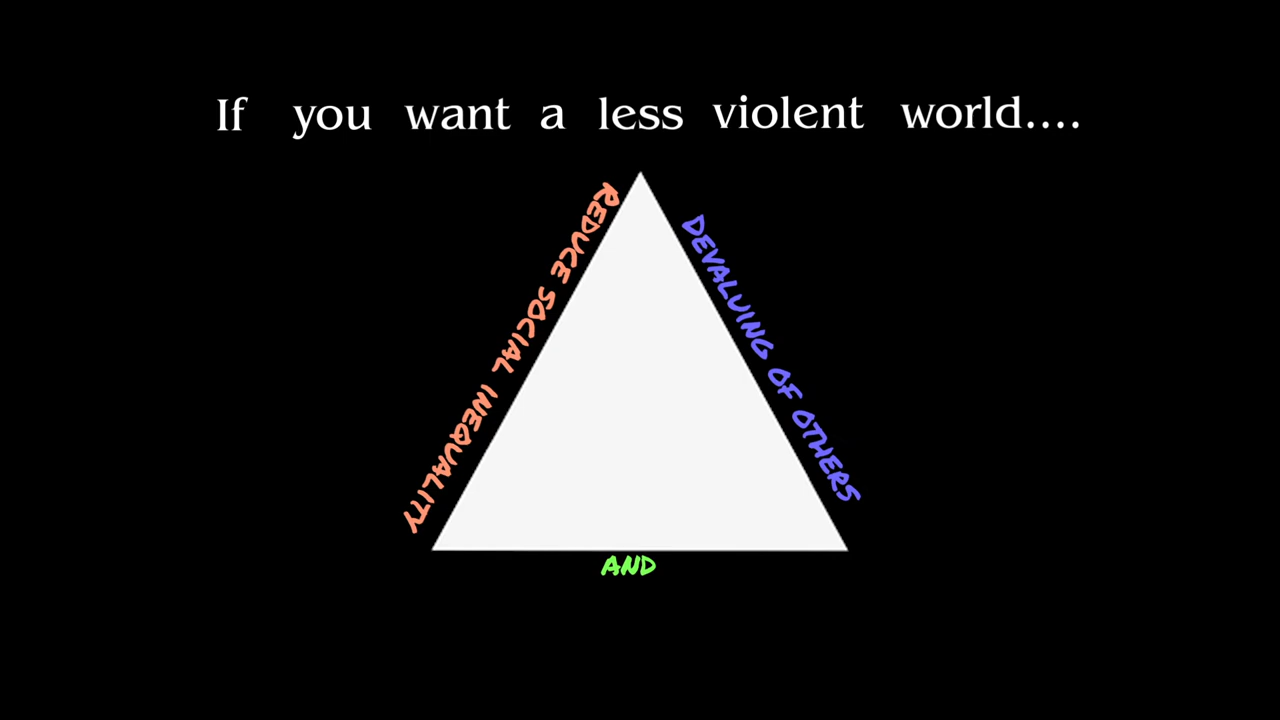 If you want a less violent world....
REDUCE SOCIAL INEQUALITY
AND
DEVALUING OF OTHERS